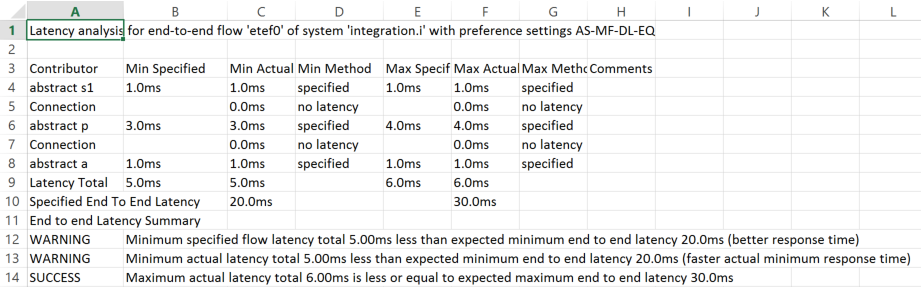 A B C D E F G H I J K L
1 Latency analysis for end-to-end flow 'etef0' of system 'integration.i' with preference settings AS-MF-DL-EQ
2
3 Contributor Min Specified Min Actual Min Method Max Specif Max Actual Max Methc Comments
4 abstract s1 1.0ms 1.0ms specified 1.0ms 1.0ms specified
5 Connection 0.0ms no latency 0.0ms no latency
6 abstract p 3.0ms 3.0ms specified 4.0ms 4.0ms specified
7 Connection 0.0ms no latency 0.0ms no latency
8 abstract a 1.0ms 1.0ms specified 1.0ms 1.0ms specified
9 Latency Total 5.0ms 5.0ms 6.0ms 6.0ms
10 Specified End To End Latency 20.0ms 30.0ms
11 End to end Latency Summary
12 WARNING Minimum specified flow latency total 5.00ms less than expected minimum end to end latency 20.0ms (better response time)
13 WARNING Minimum actual latency total 5.00ms less than expected minimum end to end latency 20.0ms (faster actual minimum response time)
14 SUCCESS Maximum actual latency total 6.00ms is less or equal to expected maximum end to end latency 30.0ms